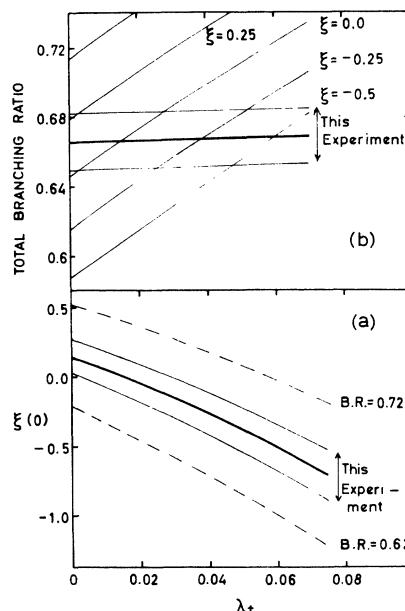 TOTAL BRANCHING RATIO
0.72
0.68
0.64
0.6
ξ = 0.25
ξ = 0.0
ξ = -0.25
ξ = -0.5
This
Experiment
(b)
(a)
ξ(0)
0.5
0.0
-0.5
-1.0
B.R.= 0.72
This
Experi-
ment
0
0.02
0.04
0.06
0.08
λ+